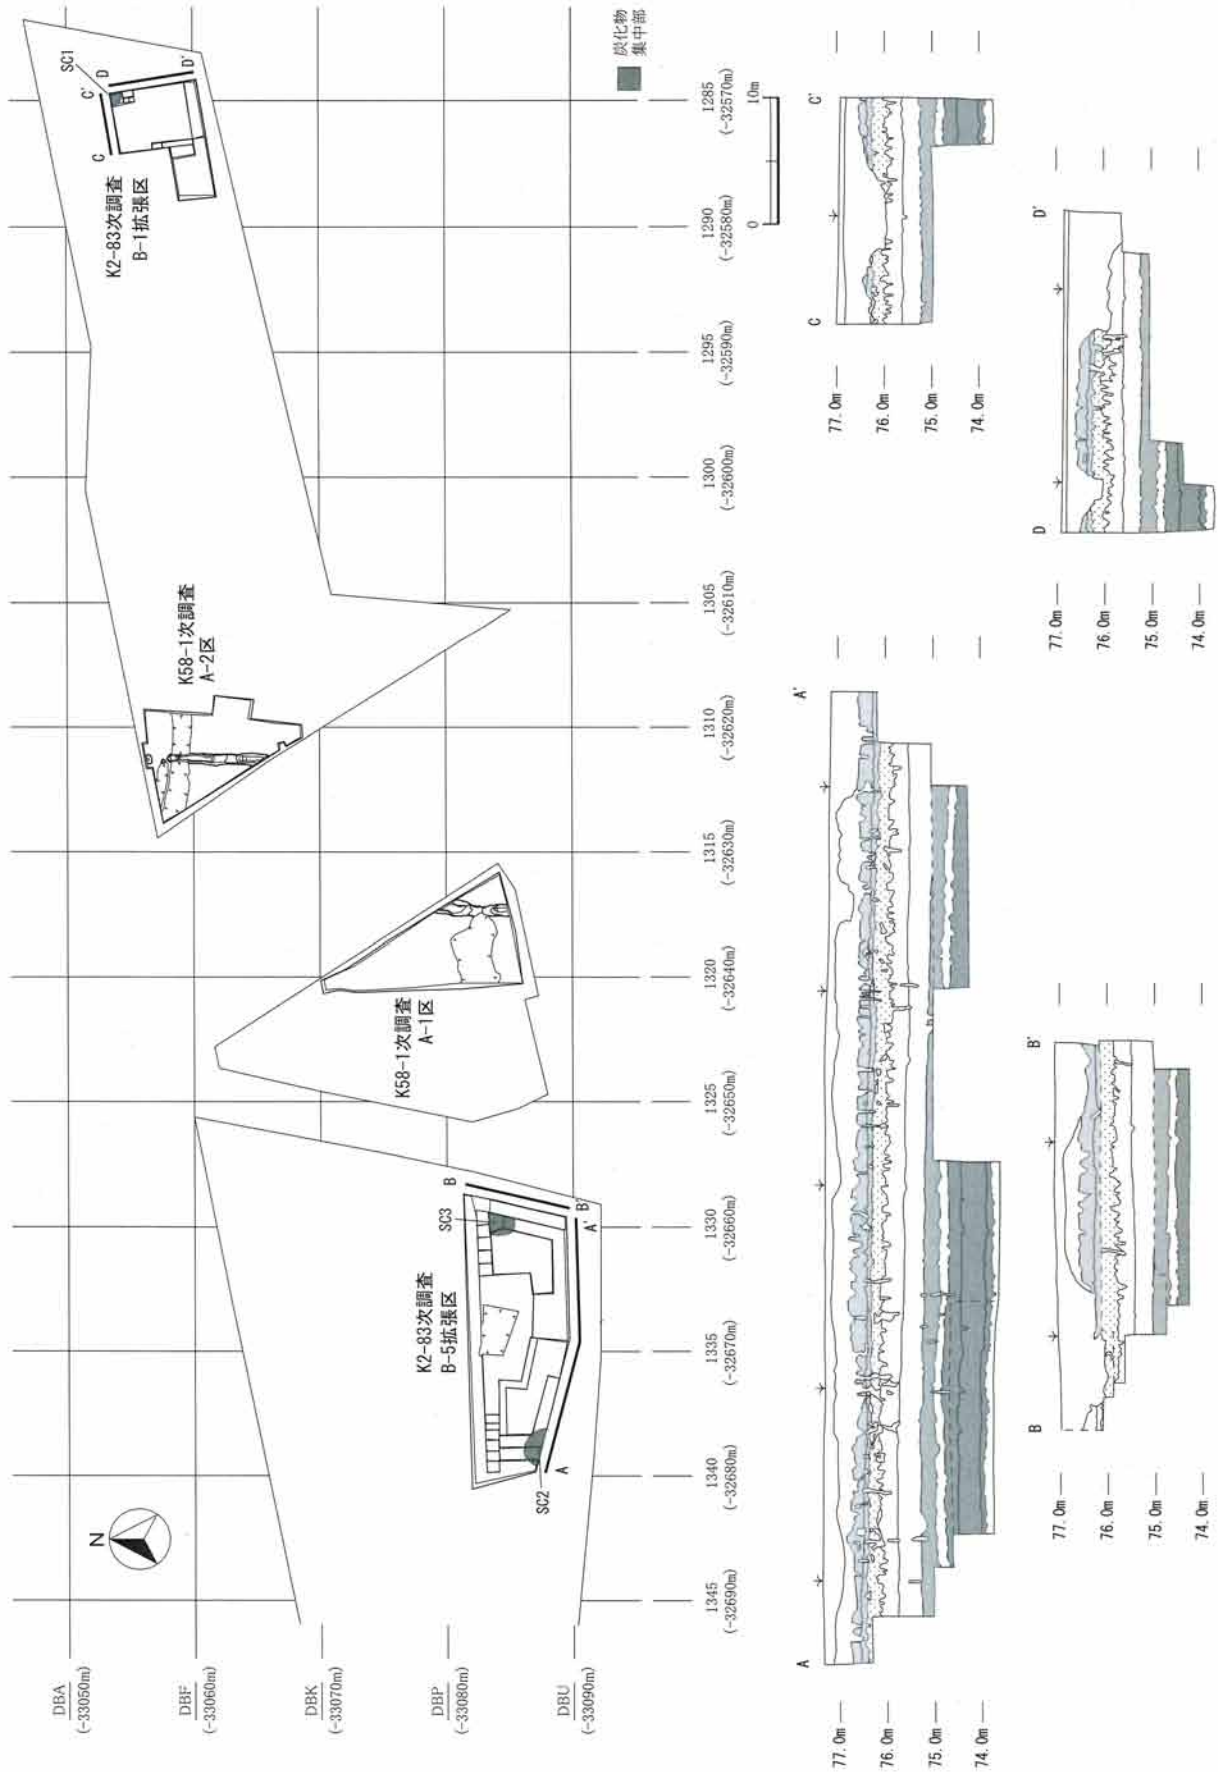 N
DBA
(-33050m)
DBF
(-33060m)
DBK
(-33070m)
DBP
(-33080m)
DBU
(-33090m)
1345
(-32690m)
1340
(-32680m)
1335
(-32670m)
1330
(-32660m)
1325
(-32650m)
1320
(-32640m)
1315
(-32630m)
1310
(-32620m)
1305
(-32610m)
1300
(-32600m)
1295
(-32590m)
1290
(-32580m)
1285
(-32570m)
K2-83次調査
B-5拡張区
SC2
SC3
A
A'
B
B'
K58-1次調査
A-1区
K58-1次調査
A-2区
K2-83次調査
B-1拡張区
SC1
C
C'
D
D'
0
10m
炭化物
集中部
A
A'
77.0m
76.0m
75.0m
74.0m
C
C'
77.0m
76.0m
75.0m
74.0m
B
B'
77.0m
76.0m
75.0m
74.0m
D
D'
77.0m
76.0m
75.0m
74.0m